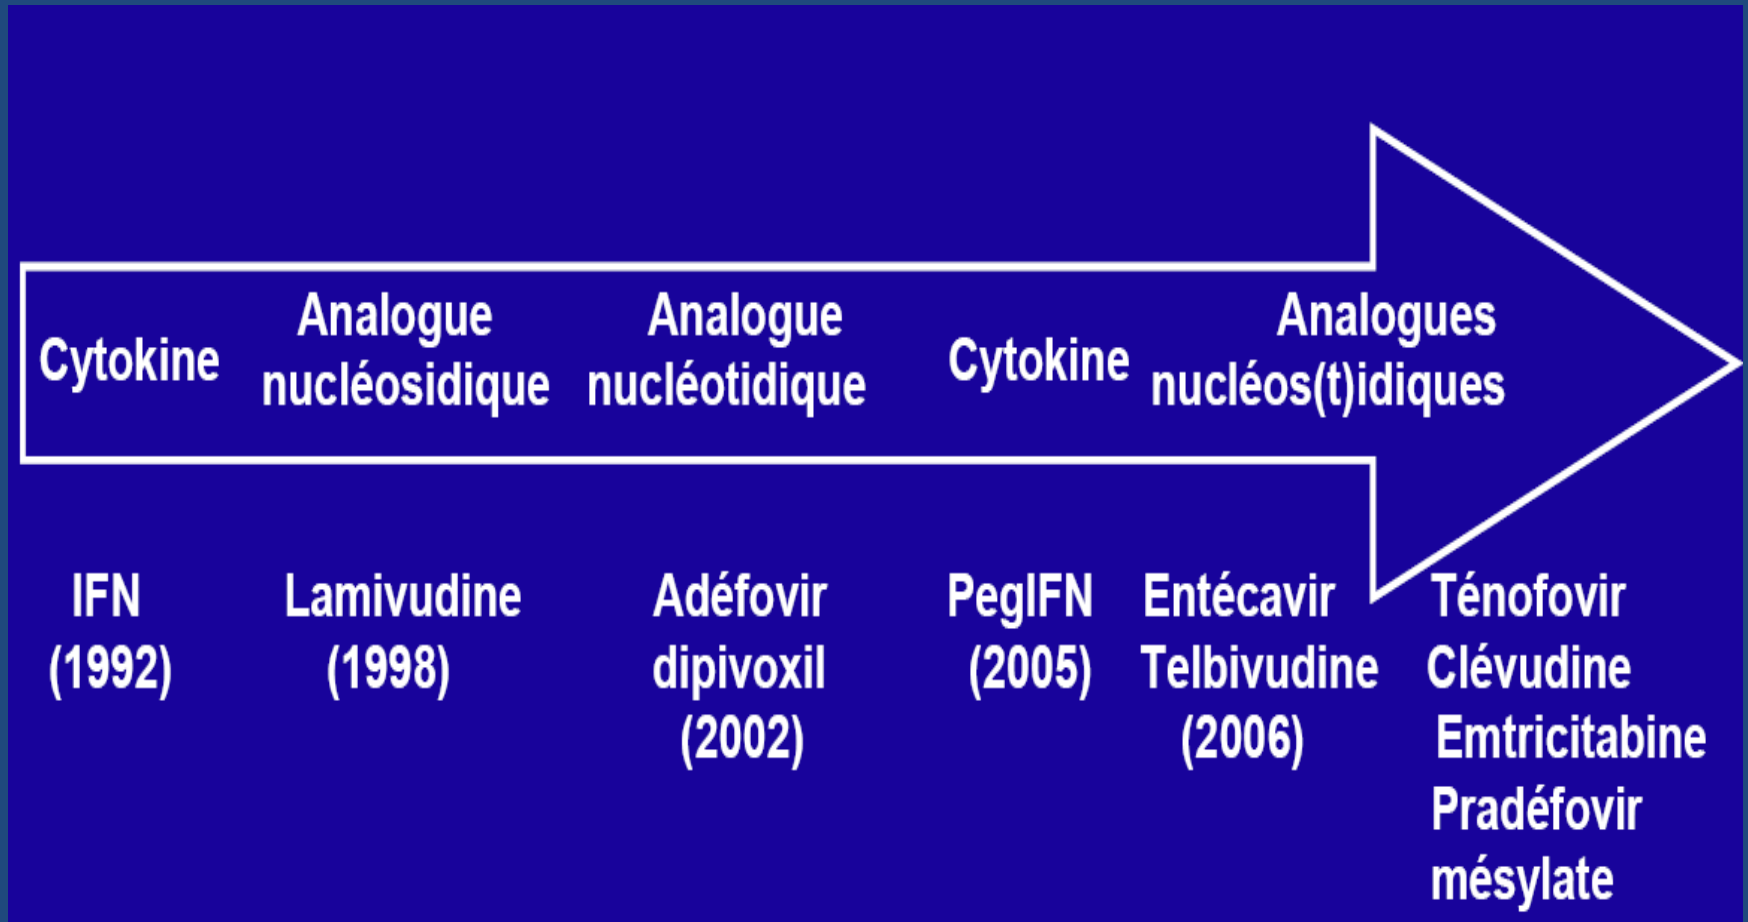 Cytokine
Analogue
nucléosidique
Analogue
nucléotidique
Cytokine
Analogues
nucléos(t)idiques
IFN
(1992)
Lamivudine
(1998)
Adéfovir
dipivoxil
(2002)
PegIFN
(2005)
Entécavir
Telbivudine
(2006)
Ténofovir
Clévudine
Emtricitabine
Pradéfovir
mésylate